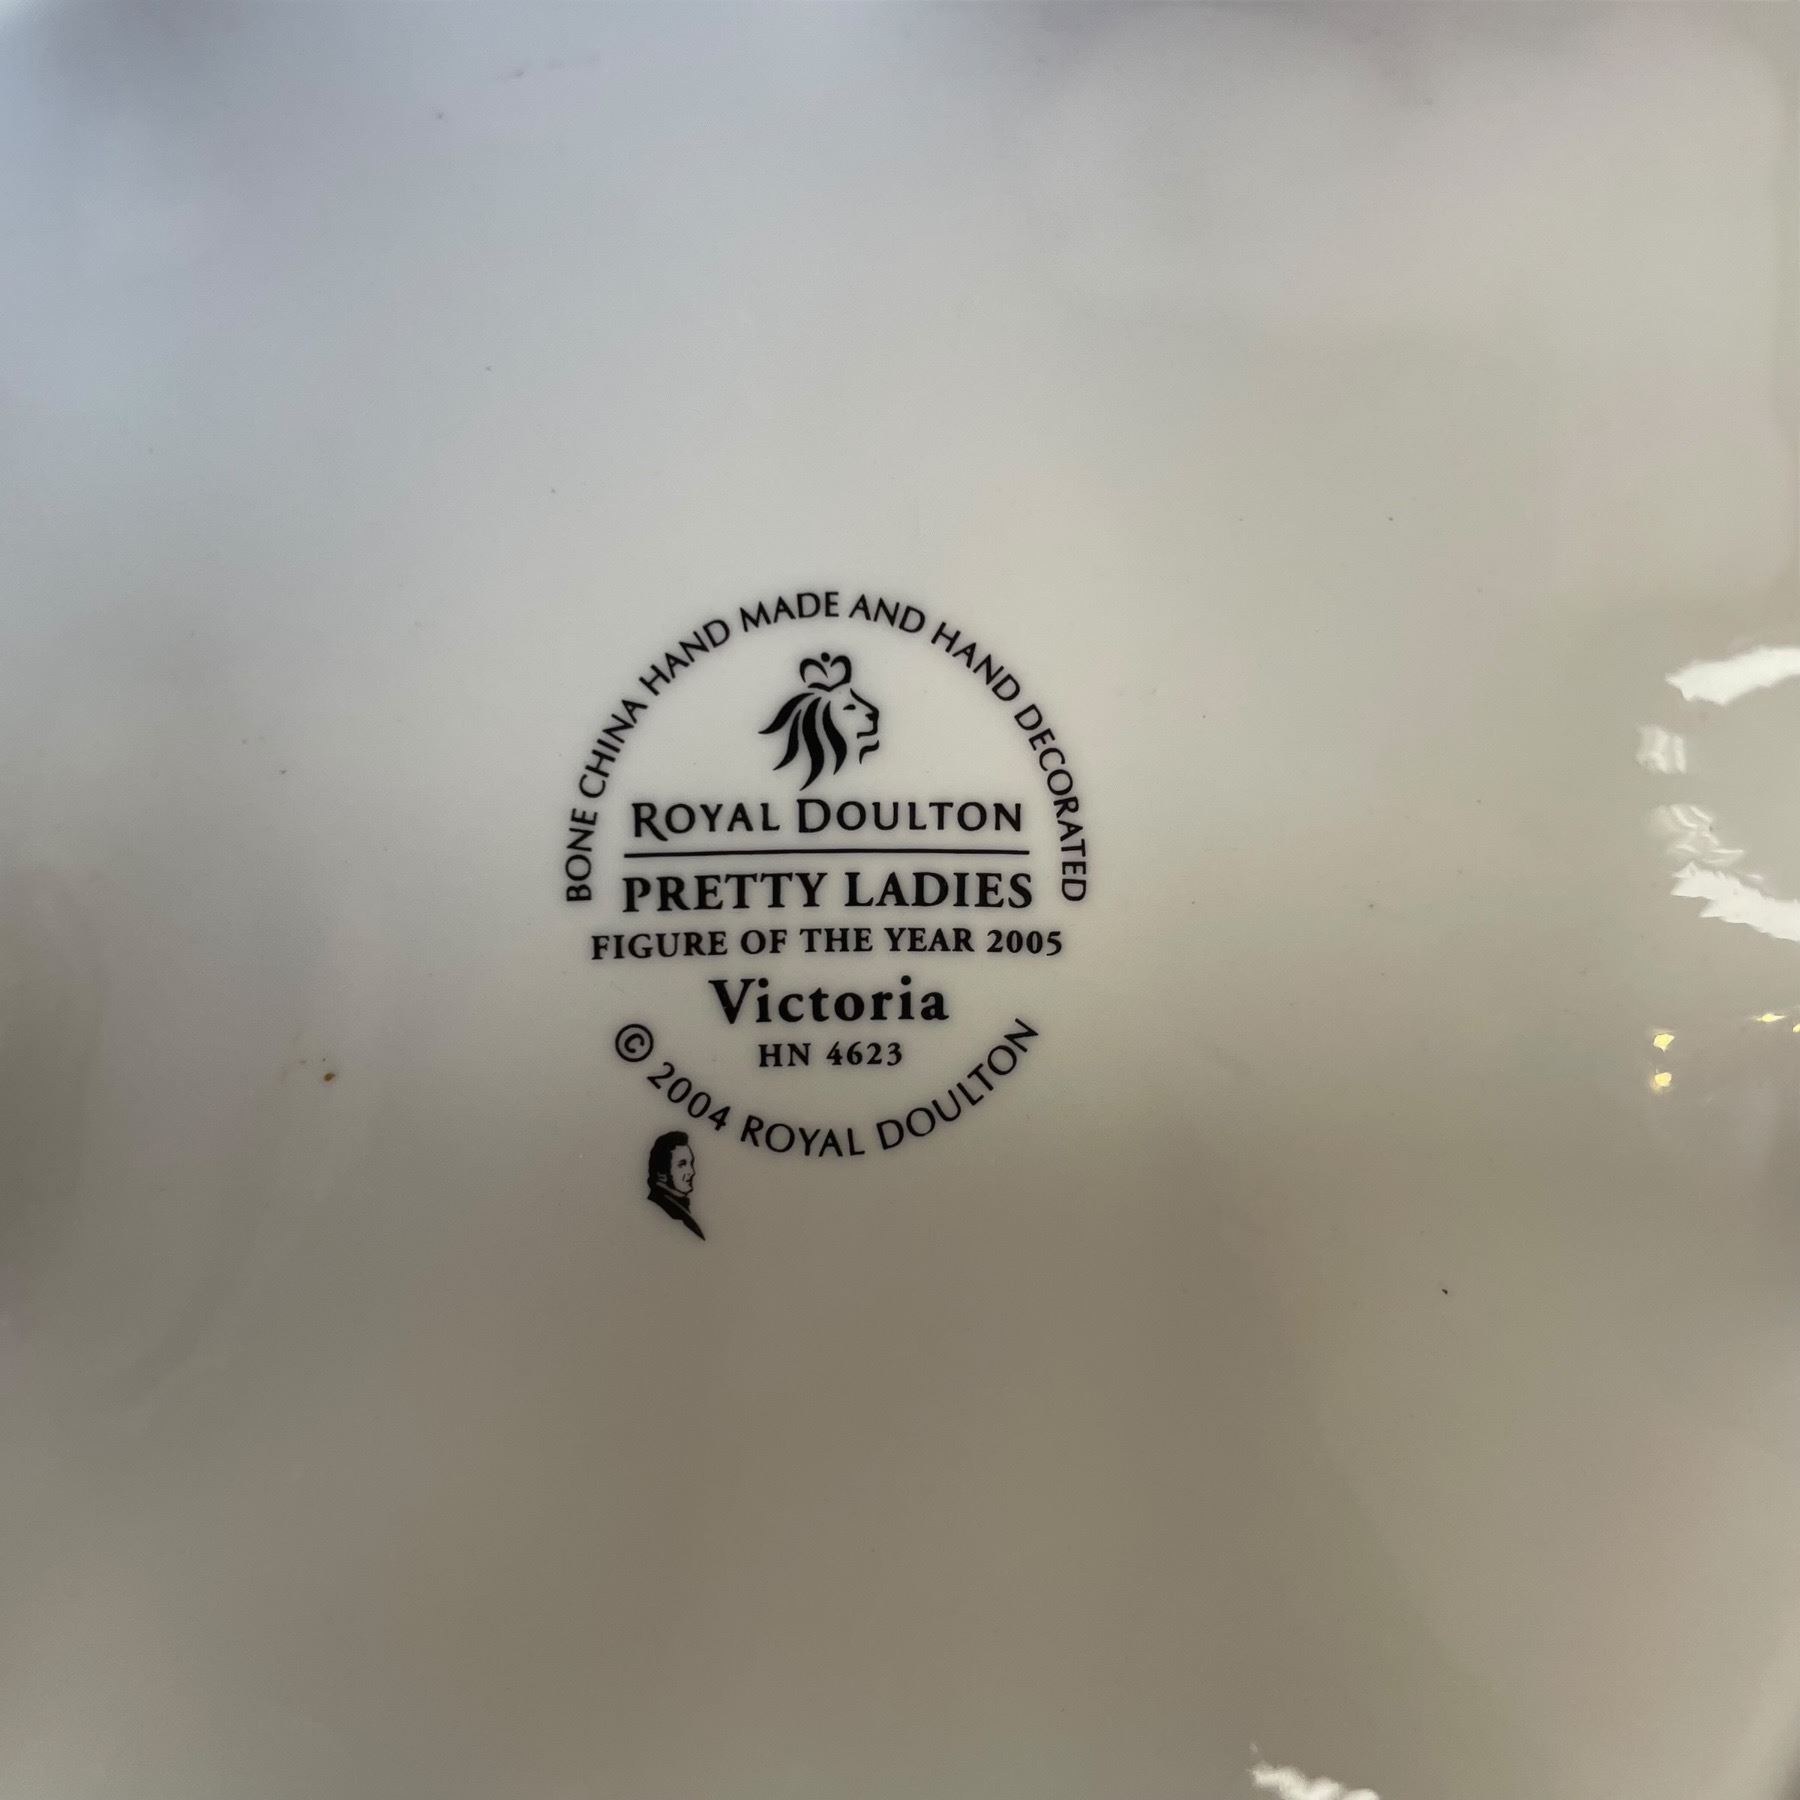 BONE CHINA HAND MADE AND HAND DECORATED
ROYAL DOULTON
PRETTY LADIES
FIGURE OF THE YEAR 2005
Victoria
HN 4623
© 2004 ROYAL DOULTON